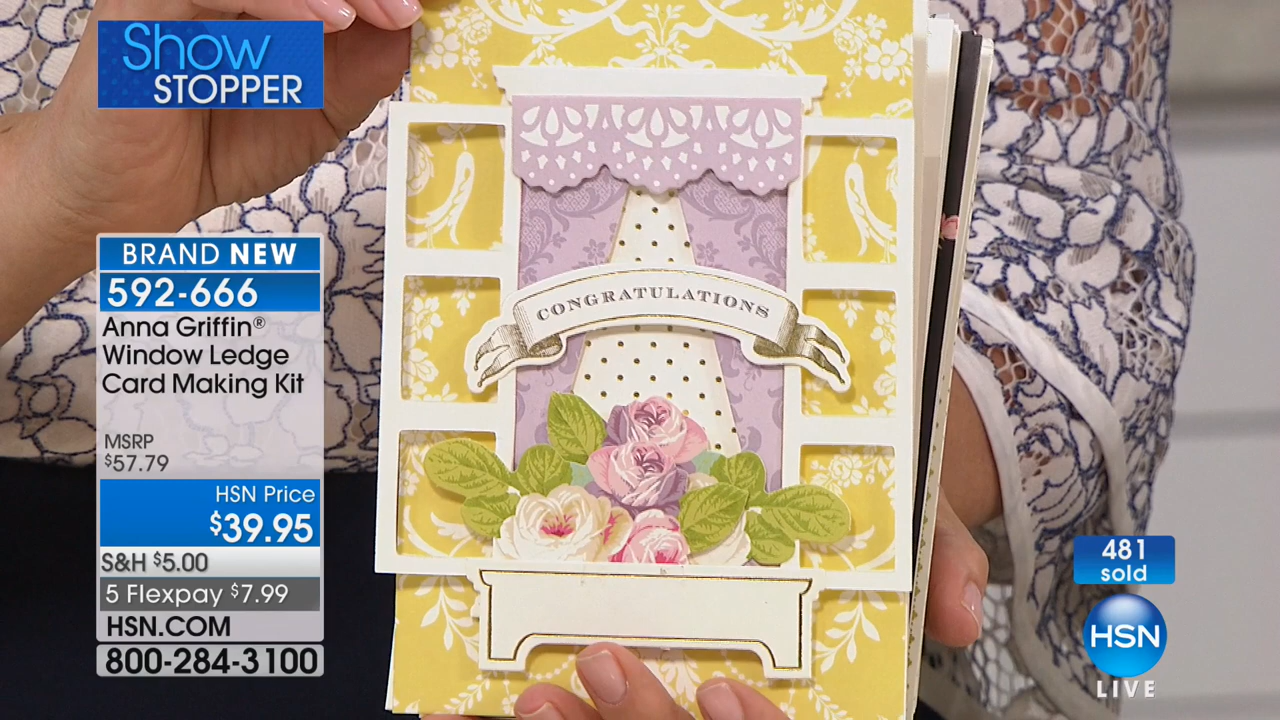 Show
STOPPER
BRAND NEW
592-666
Anna Griffin®
Window Ledge
Card Making Kit
MSRP
$57.79
HSN Price
$39.95
S&H $5.00
5 Flexpay $7.99
HSN.COM
800-284-3100
CONGRATULATIONS
481
sold
HSN
LIVE